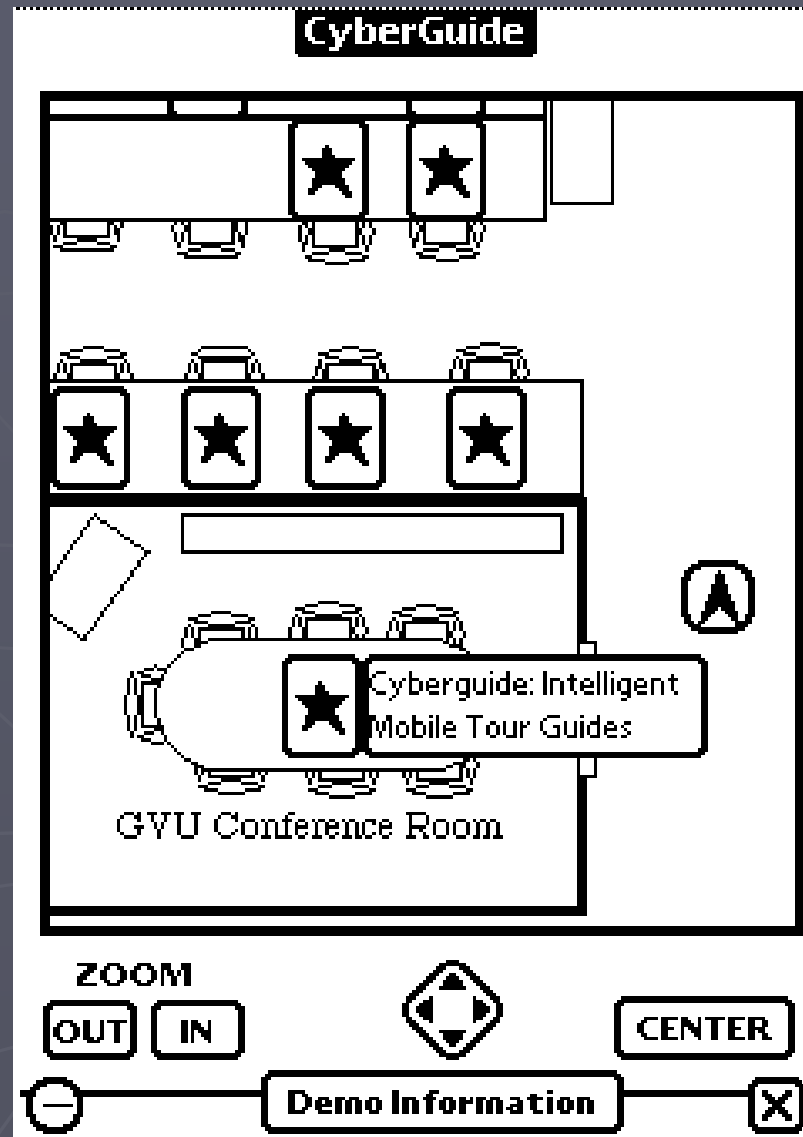 CyberGuide
Cyberguide: Intelligent
Mobile Tour Guides
GVU Conference Room
ZOOM
OUT IN CENTER
Demo Information